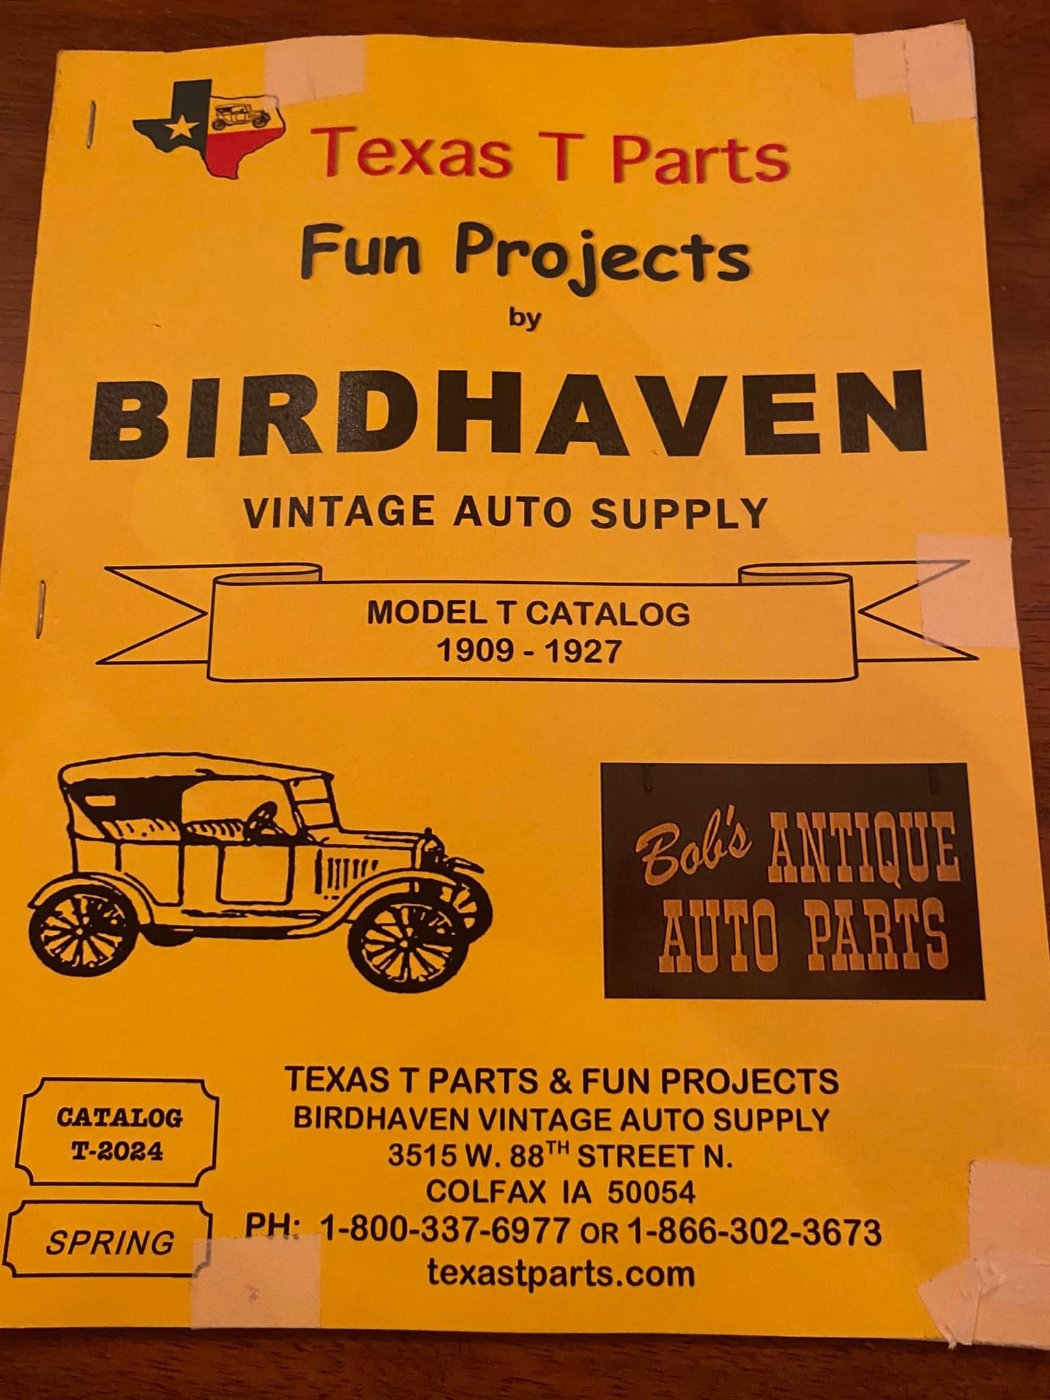 Texas T Parts
Fun Projects
by
BIRDHAVEN
VINTAGE AUTO SUPPLY
MODEL T CATALOG
1909 - 1927
Bob's ANTIQUE
AUTO PARTS
CATALOG
T-2024
SPRING
TEXAS T PARTS & FUN PROJECTS
BIRDHAVEN VINTAGE AUTO SUPPLY
3515 W. 88TH STREET N.
COLFAX IA 50054
PH: 1-800-337-6977 OR 1-866-302-3673
texastparts.com